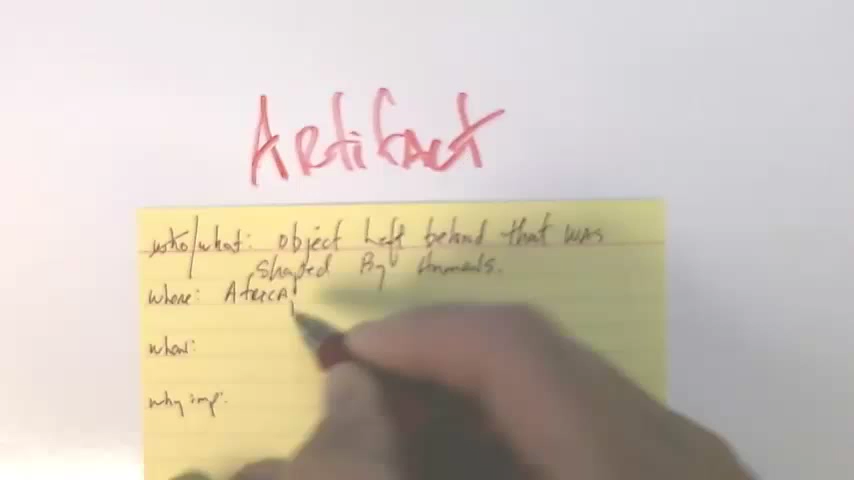 Artifact
who/what: object Left behind that was
shaped By Humans.
where: Africa
when:
why imp: